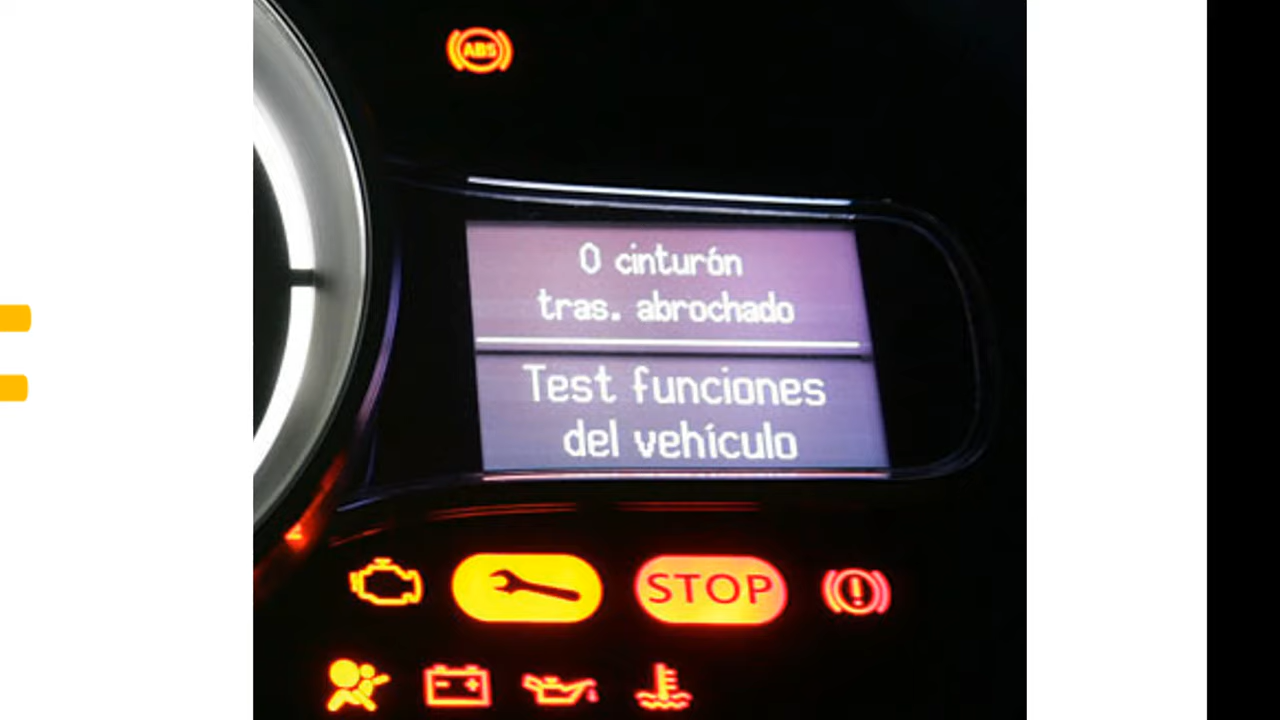 ABS
0 cinturón
tras. abrochado
Test funciones
del vehículo
STOP